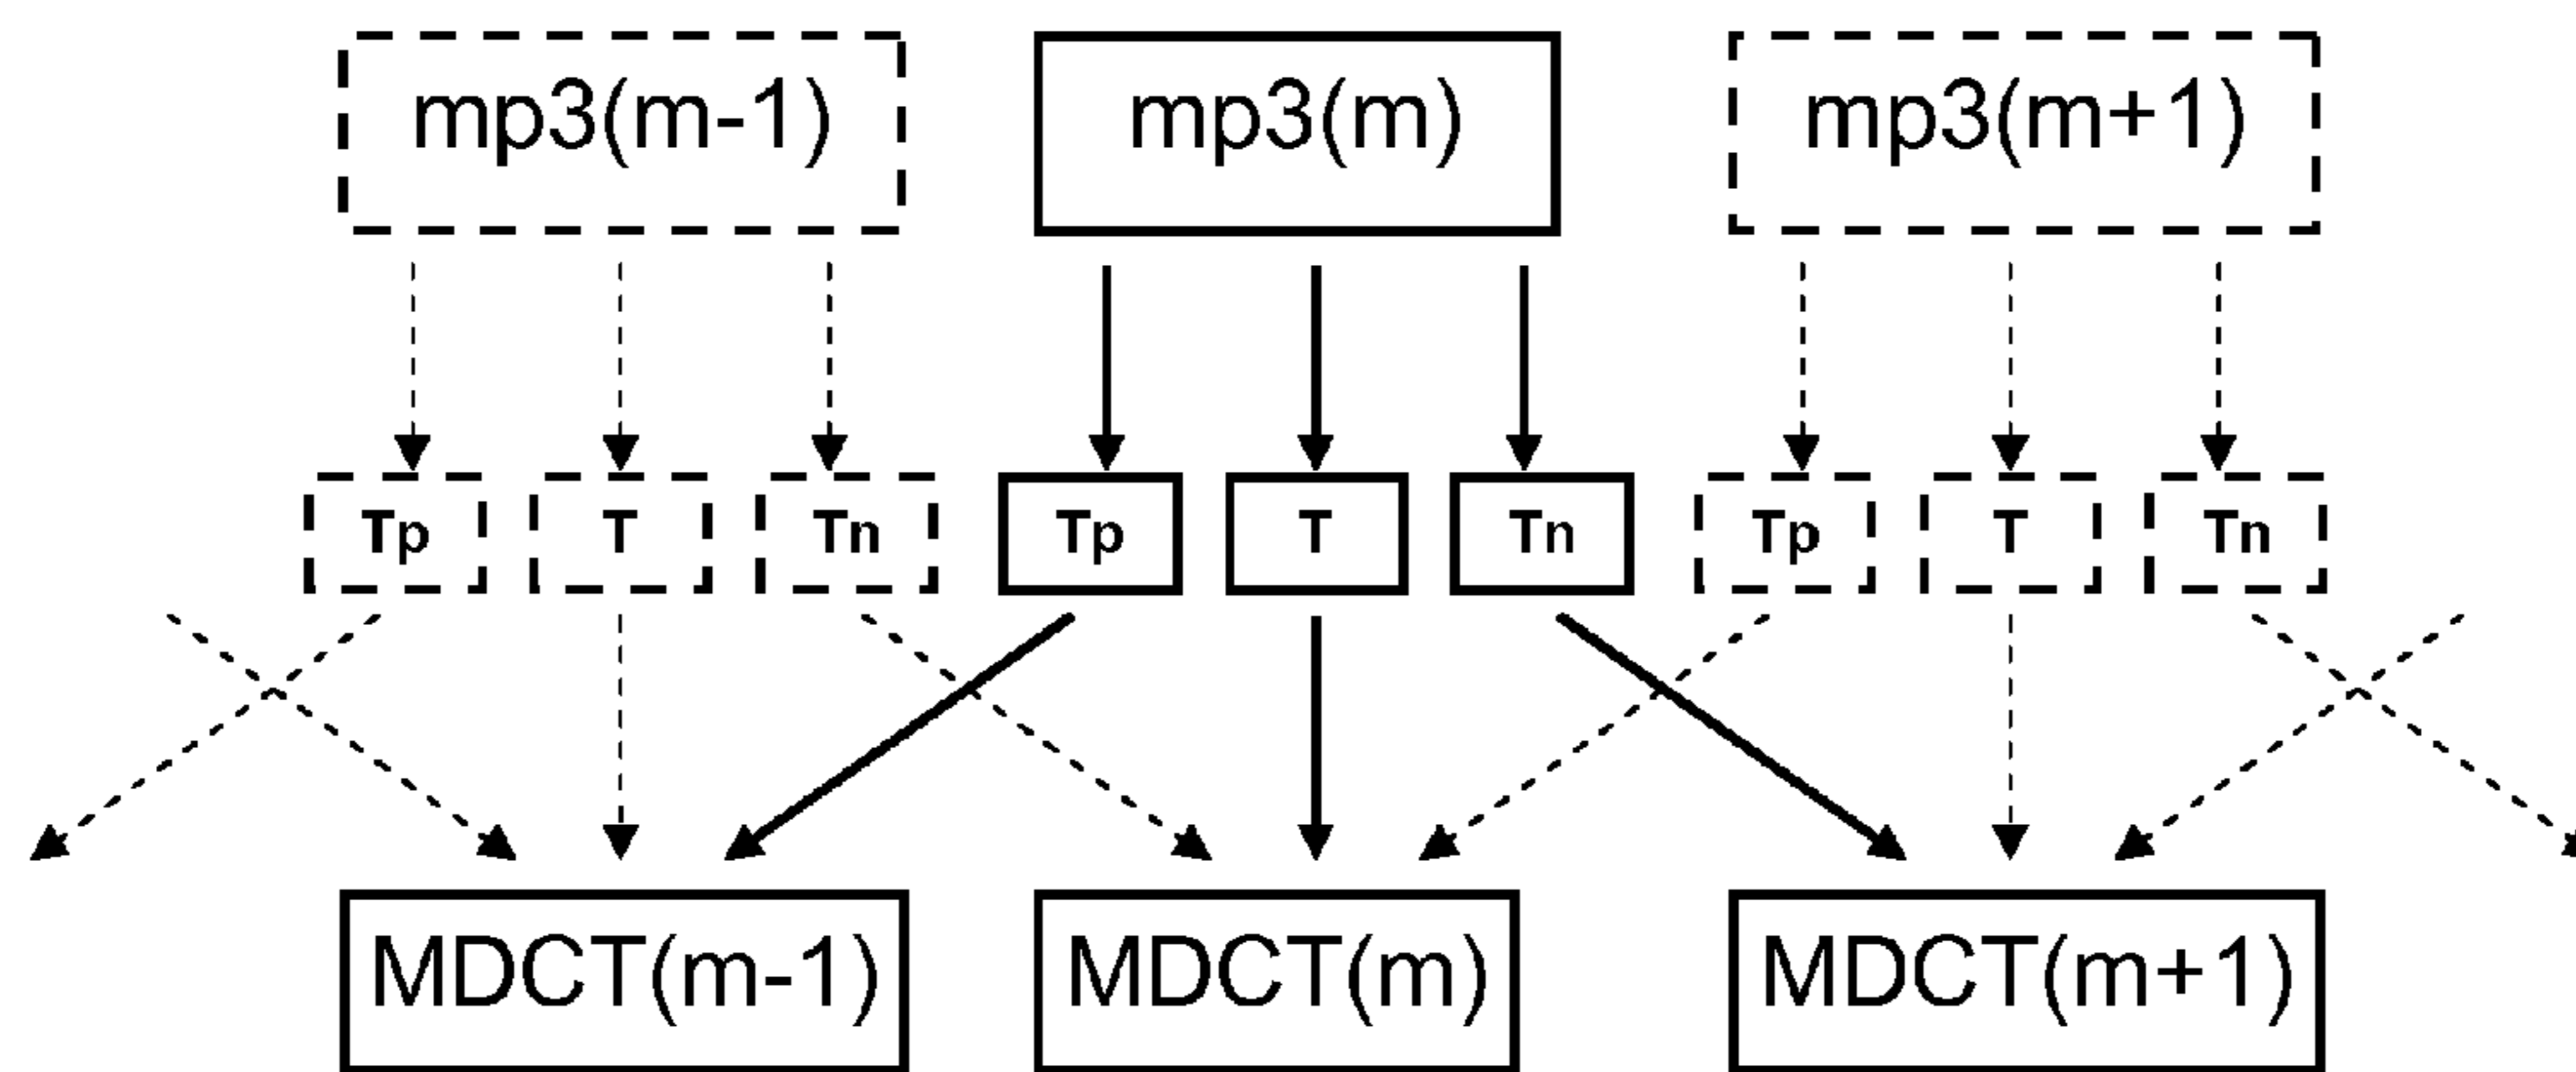 mp3(m-1) mp3(m) mp3(m+1)
Tp T Tn Tp T Tn Tp T Tn
MDCT(m-1) MDCT(m) MDCT(m+1)